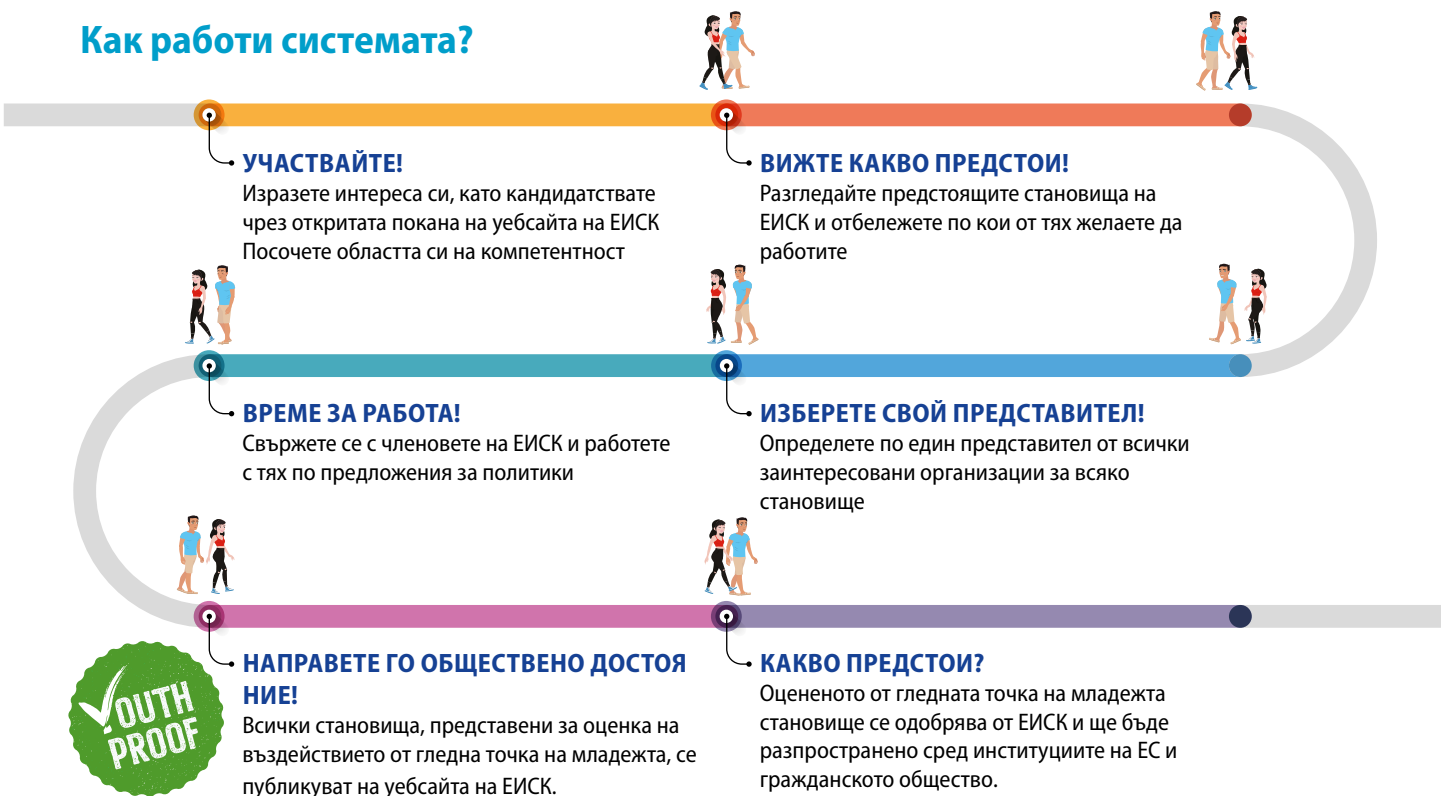 Как работи системата?
УЧАСТВАЙТЕ!
Изразете интереса си, като кандидатствате
чрез откритата покана на уебсайта на ЕИСК
Посочете областта си на компетентност
ВИЖТЕ КАКВО ПРЕДСТОИ!
Разгледайте предстоящите становища на
ЕИСК и отбележете по кои от тях желаете да
работите
ИЗБЕРЕТЕ СВОЙ ПРЕДСТАВИТЕЛ!
Определете по един представител от всички
заинтересовани организации за всяко
становище
ВРЕМЕ ЗА РАБОТА!
Свържете се с членовете на ЕИСК и работете
с тях по предложения за политики
НАПРАВЕТЕ ГО ОБЩЕСТВЕНО ДОСТОЯ
НИЕ!
Всички становища, представени за оценка на
въздействието от гледна точка на младежта, се
публикуват на уебсайта на ЕИСК.
КАКВО ПРЕДСТОИ?
Оцененото от гледната точка на младежта
становище се одобрява от ЕИСК и ще бъде
разпространено сред институциите на ЕС и
гражданското общество.
YOUTH
PROOF